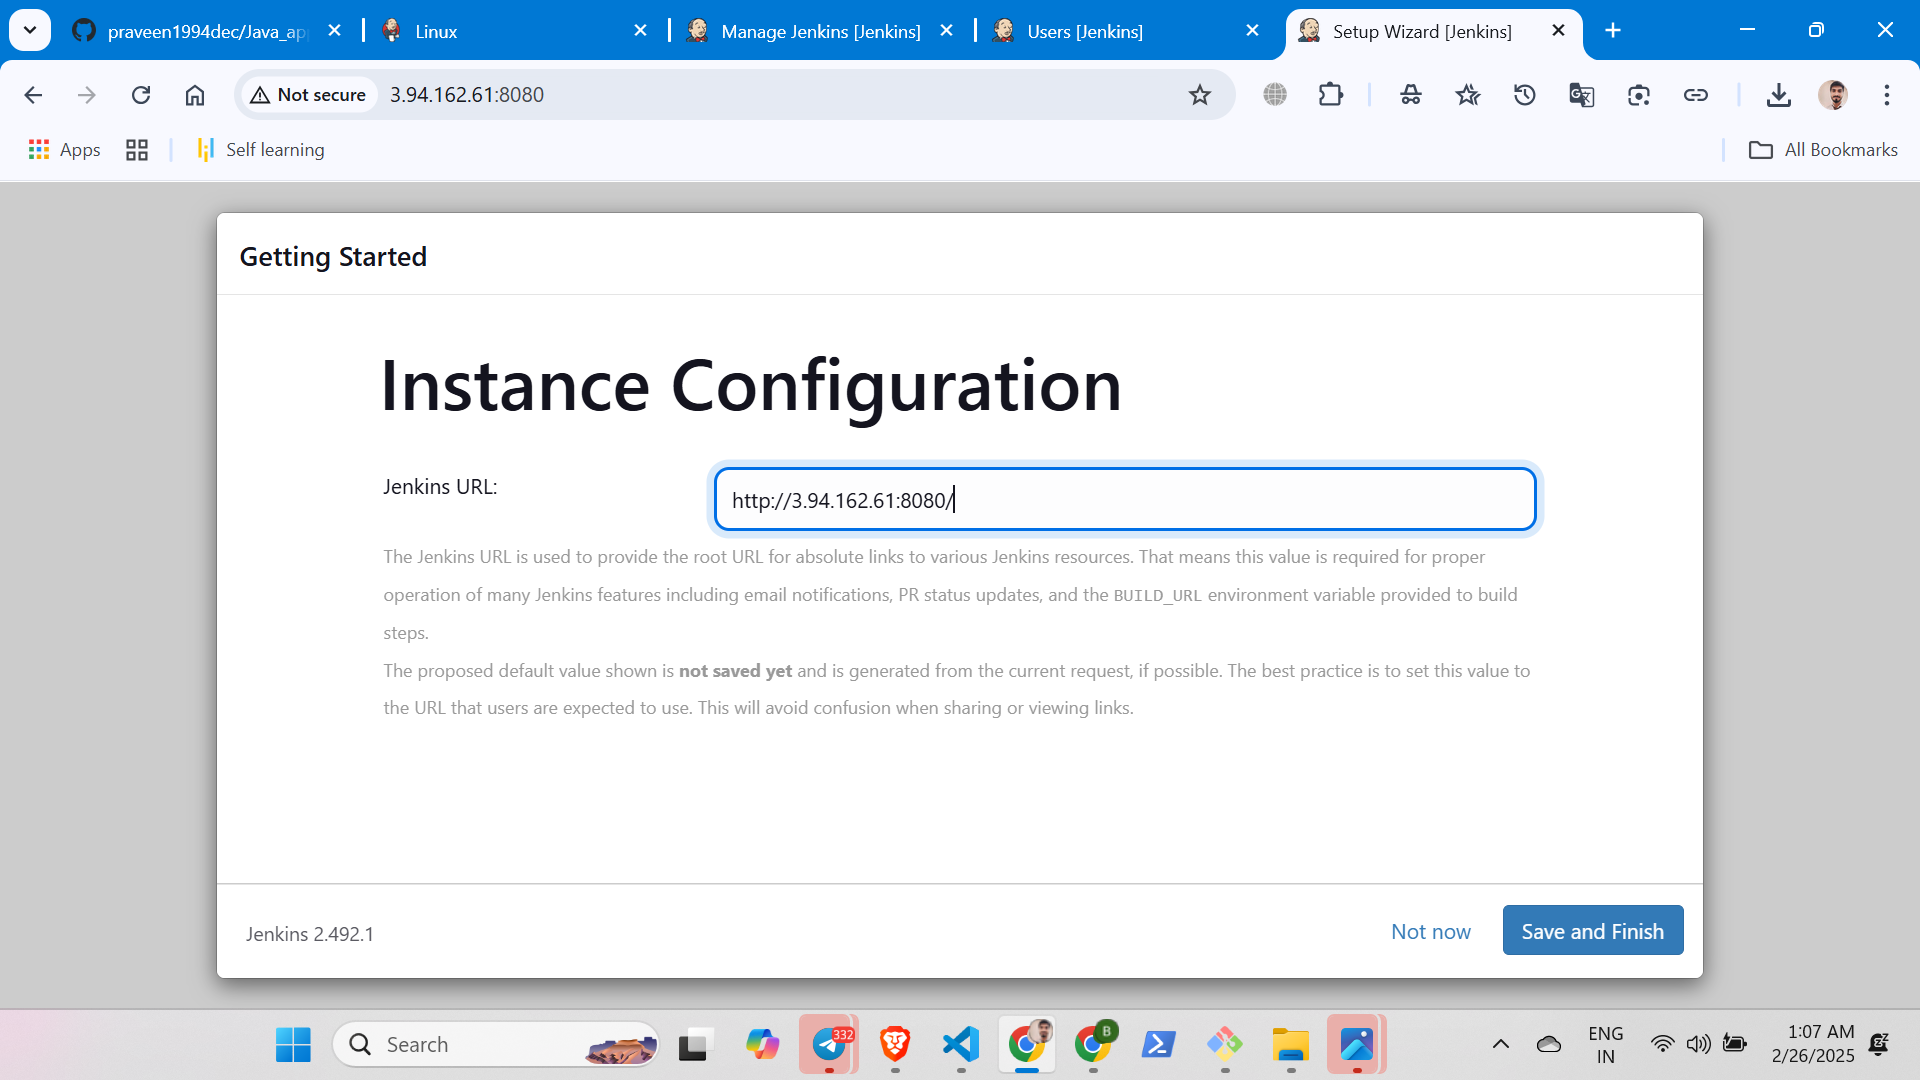 praveen1994dec/Java_ap
Linux
Manage Jenkins [Jenkins]
Users [Jenkins]
Setup Wizard [Jenkins]
Not secure
3.94.162.61:8080
Apps
Self learning
All Bookmarks
Getting Started
Instance Configuration
Jenkins URL:
http://3.94.162.61:8080/
The Jenkins URL is used to provide the root URL for absolute links to various Jenkins resources. That means this value is required for proper
operation of many Jenkins features including email notifications, PR status updates, and the BUILD_URL environment variable provided to build
steps.
The proposed default value shown is not saved yet and is generated from the current request, if possible. The best practice is to set this value to
the URL that users are expected to use. This will avoid confusion when sharing or viewing links.
Jenkins 2.492.1
Not now
Save and Finish
Search
332
B
ENG
IN
1:07 AM
2/26/2025